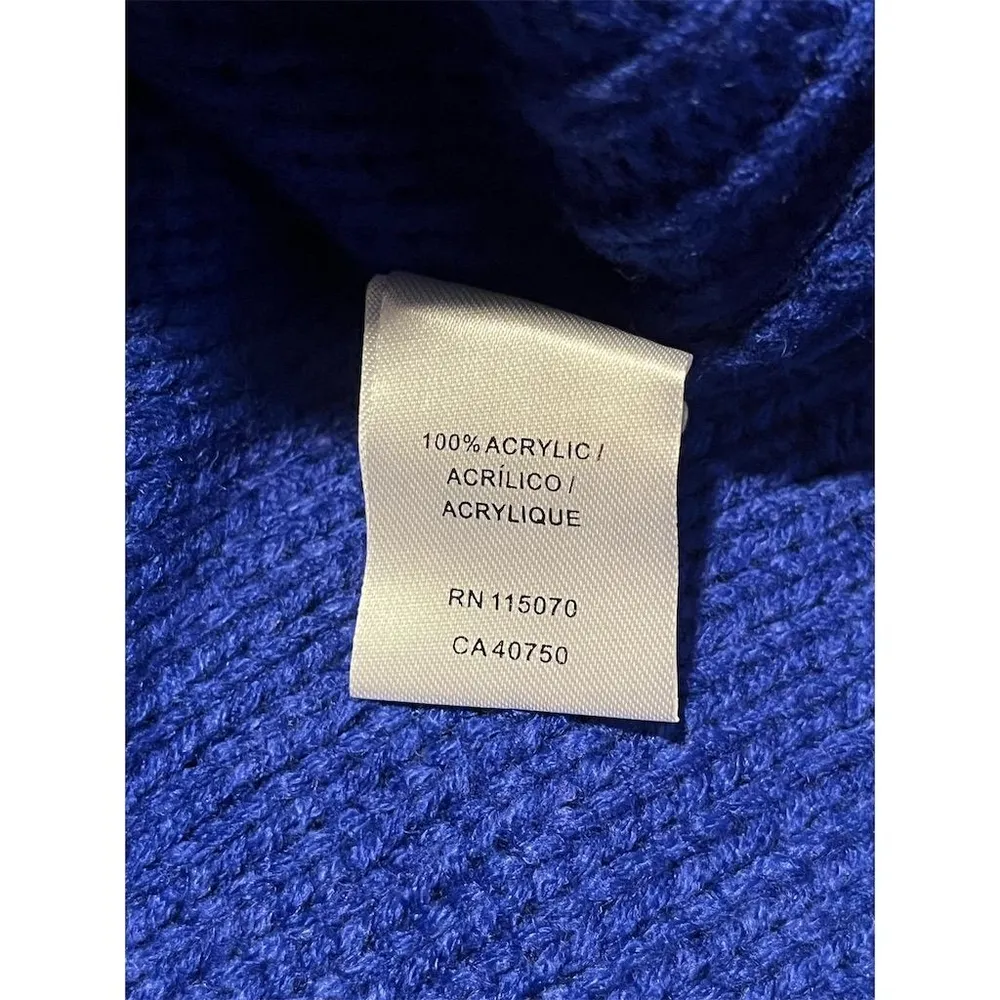 100% ACRYLIC /
ACRÍLICO /
ACRYLIQUE
RN 115070
CA 40750